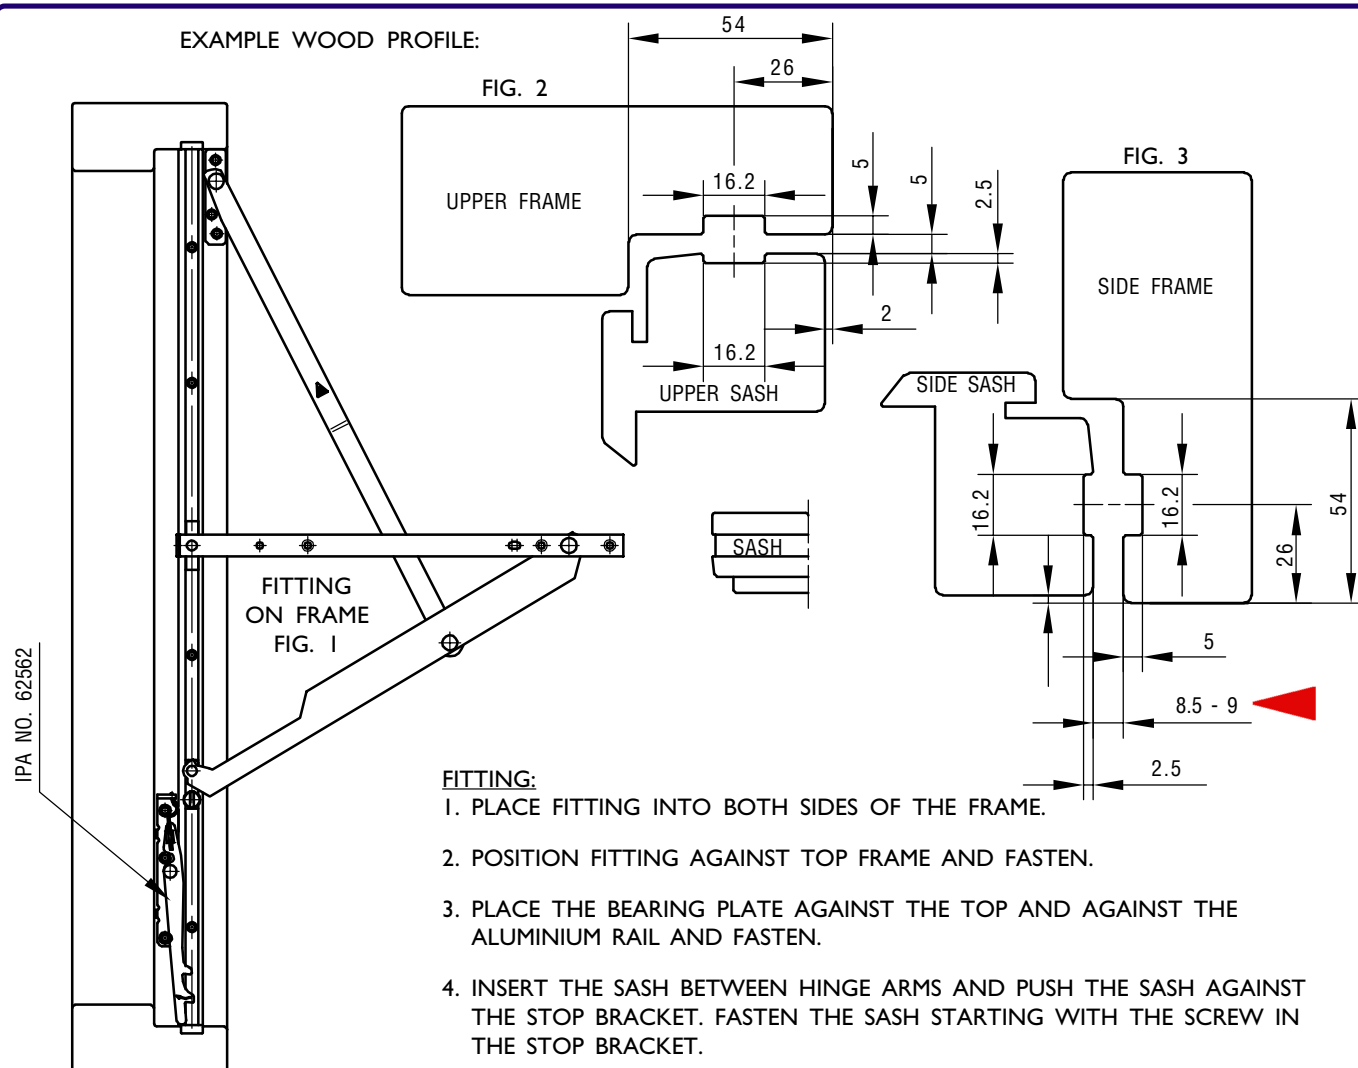 EXAMPLE WOOD PROFILE:
54
26
FIG. 2
5
5
2.5
16.2
UPPER FRAME
2
16.2
UPPER SASH
FIG. 3
SIDE FRAME
SIDE SASH
16.2
16.2
54
26
5
8.5 - 9
2.5
SASH
FITTING
ON FRAME
FIG. 1
IPA NO. 62562
FITTING:
1. PLACE FITTING INTO BOTH SIDES OF THE FRAME.
2. POSITION FITTING AGAINST TOP FRAME AND FASTEN.
3. PLACE THE BEARING PLATE AGAINST THE TOP AND AGAINST THE
ALUMINIUM RAIL AND FASTEN.
4. INSERT THE SASH BETWEEN HINGE ARMS AND PUSH THE SASH AGAINST
THE STOP BRACKET. FASTEN THE SASH STARTING WITH THE SCREW IN
THE STOP BRACKET.